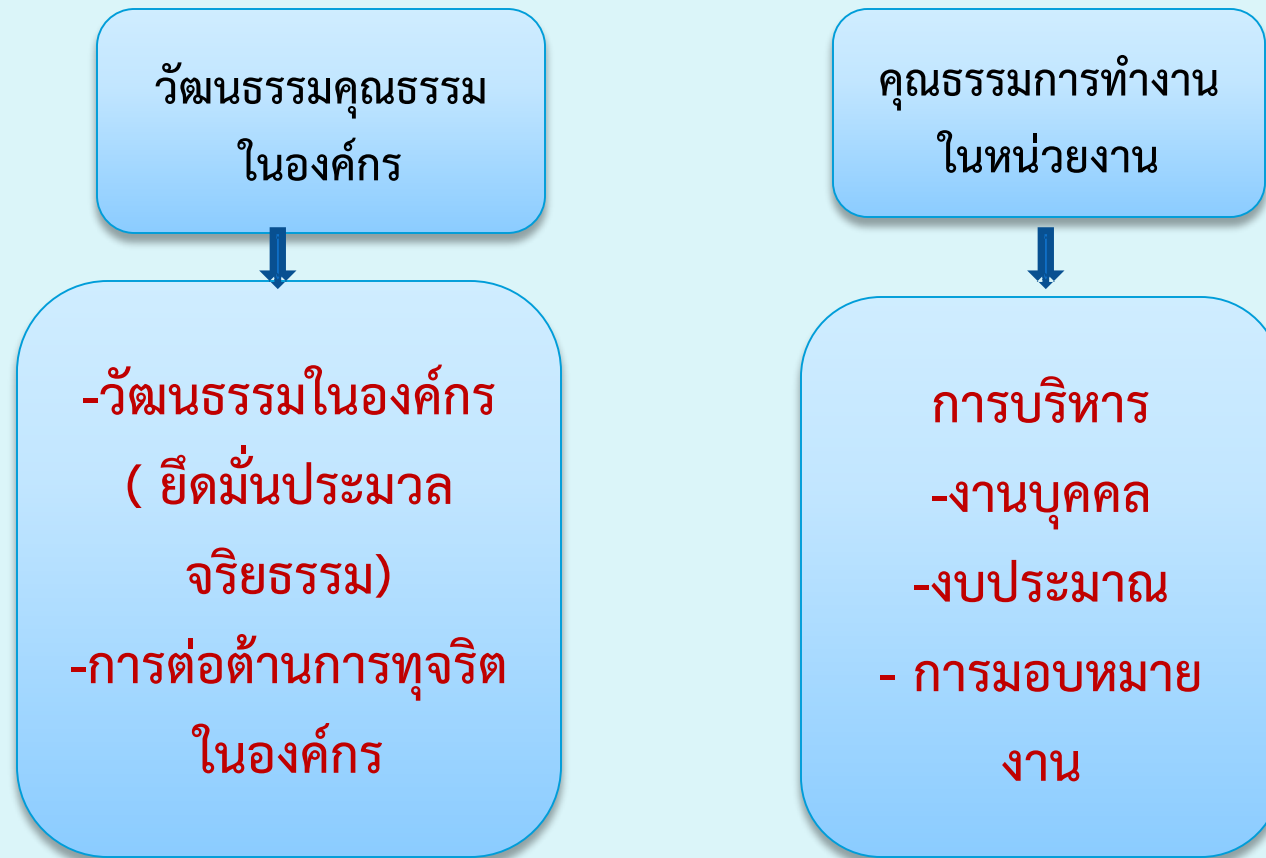 วัฒนธรรมคุณธรรม
ในองค์กร
-วัฒนธรรมในองค์กร
( ยึดมั่นประมวล
จริยธรรม)
-การต่อต้านการทุจริต
ในองค์กร
คุณธรรมการทำงาน
ในหน่วยงาน
การบริหาร
-งานบุคคล
-งบประมาณ
- การมอบหมาย
งาน